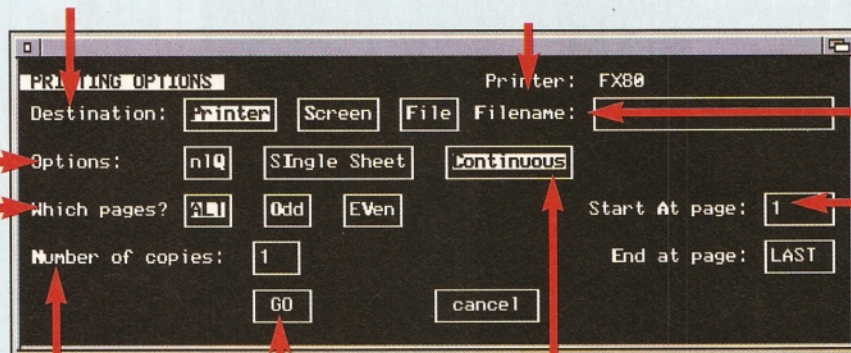 PRINTING OPTIONS Printer: FX80
Destination: Printer Screen File Filename:
Options: nlQ SIngle Sheet Continuous
Which pages? ALl Odd EVen Start At page: 1
Number of copies: 1 End at page: LAST
GO cancel